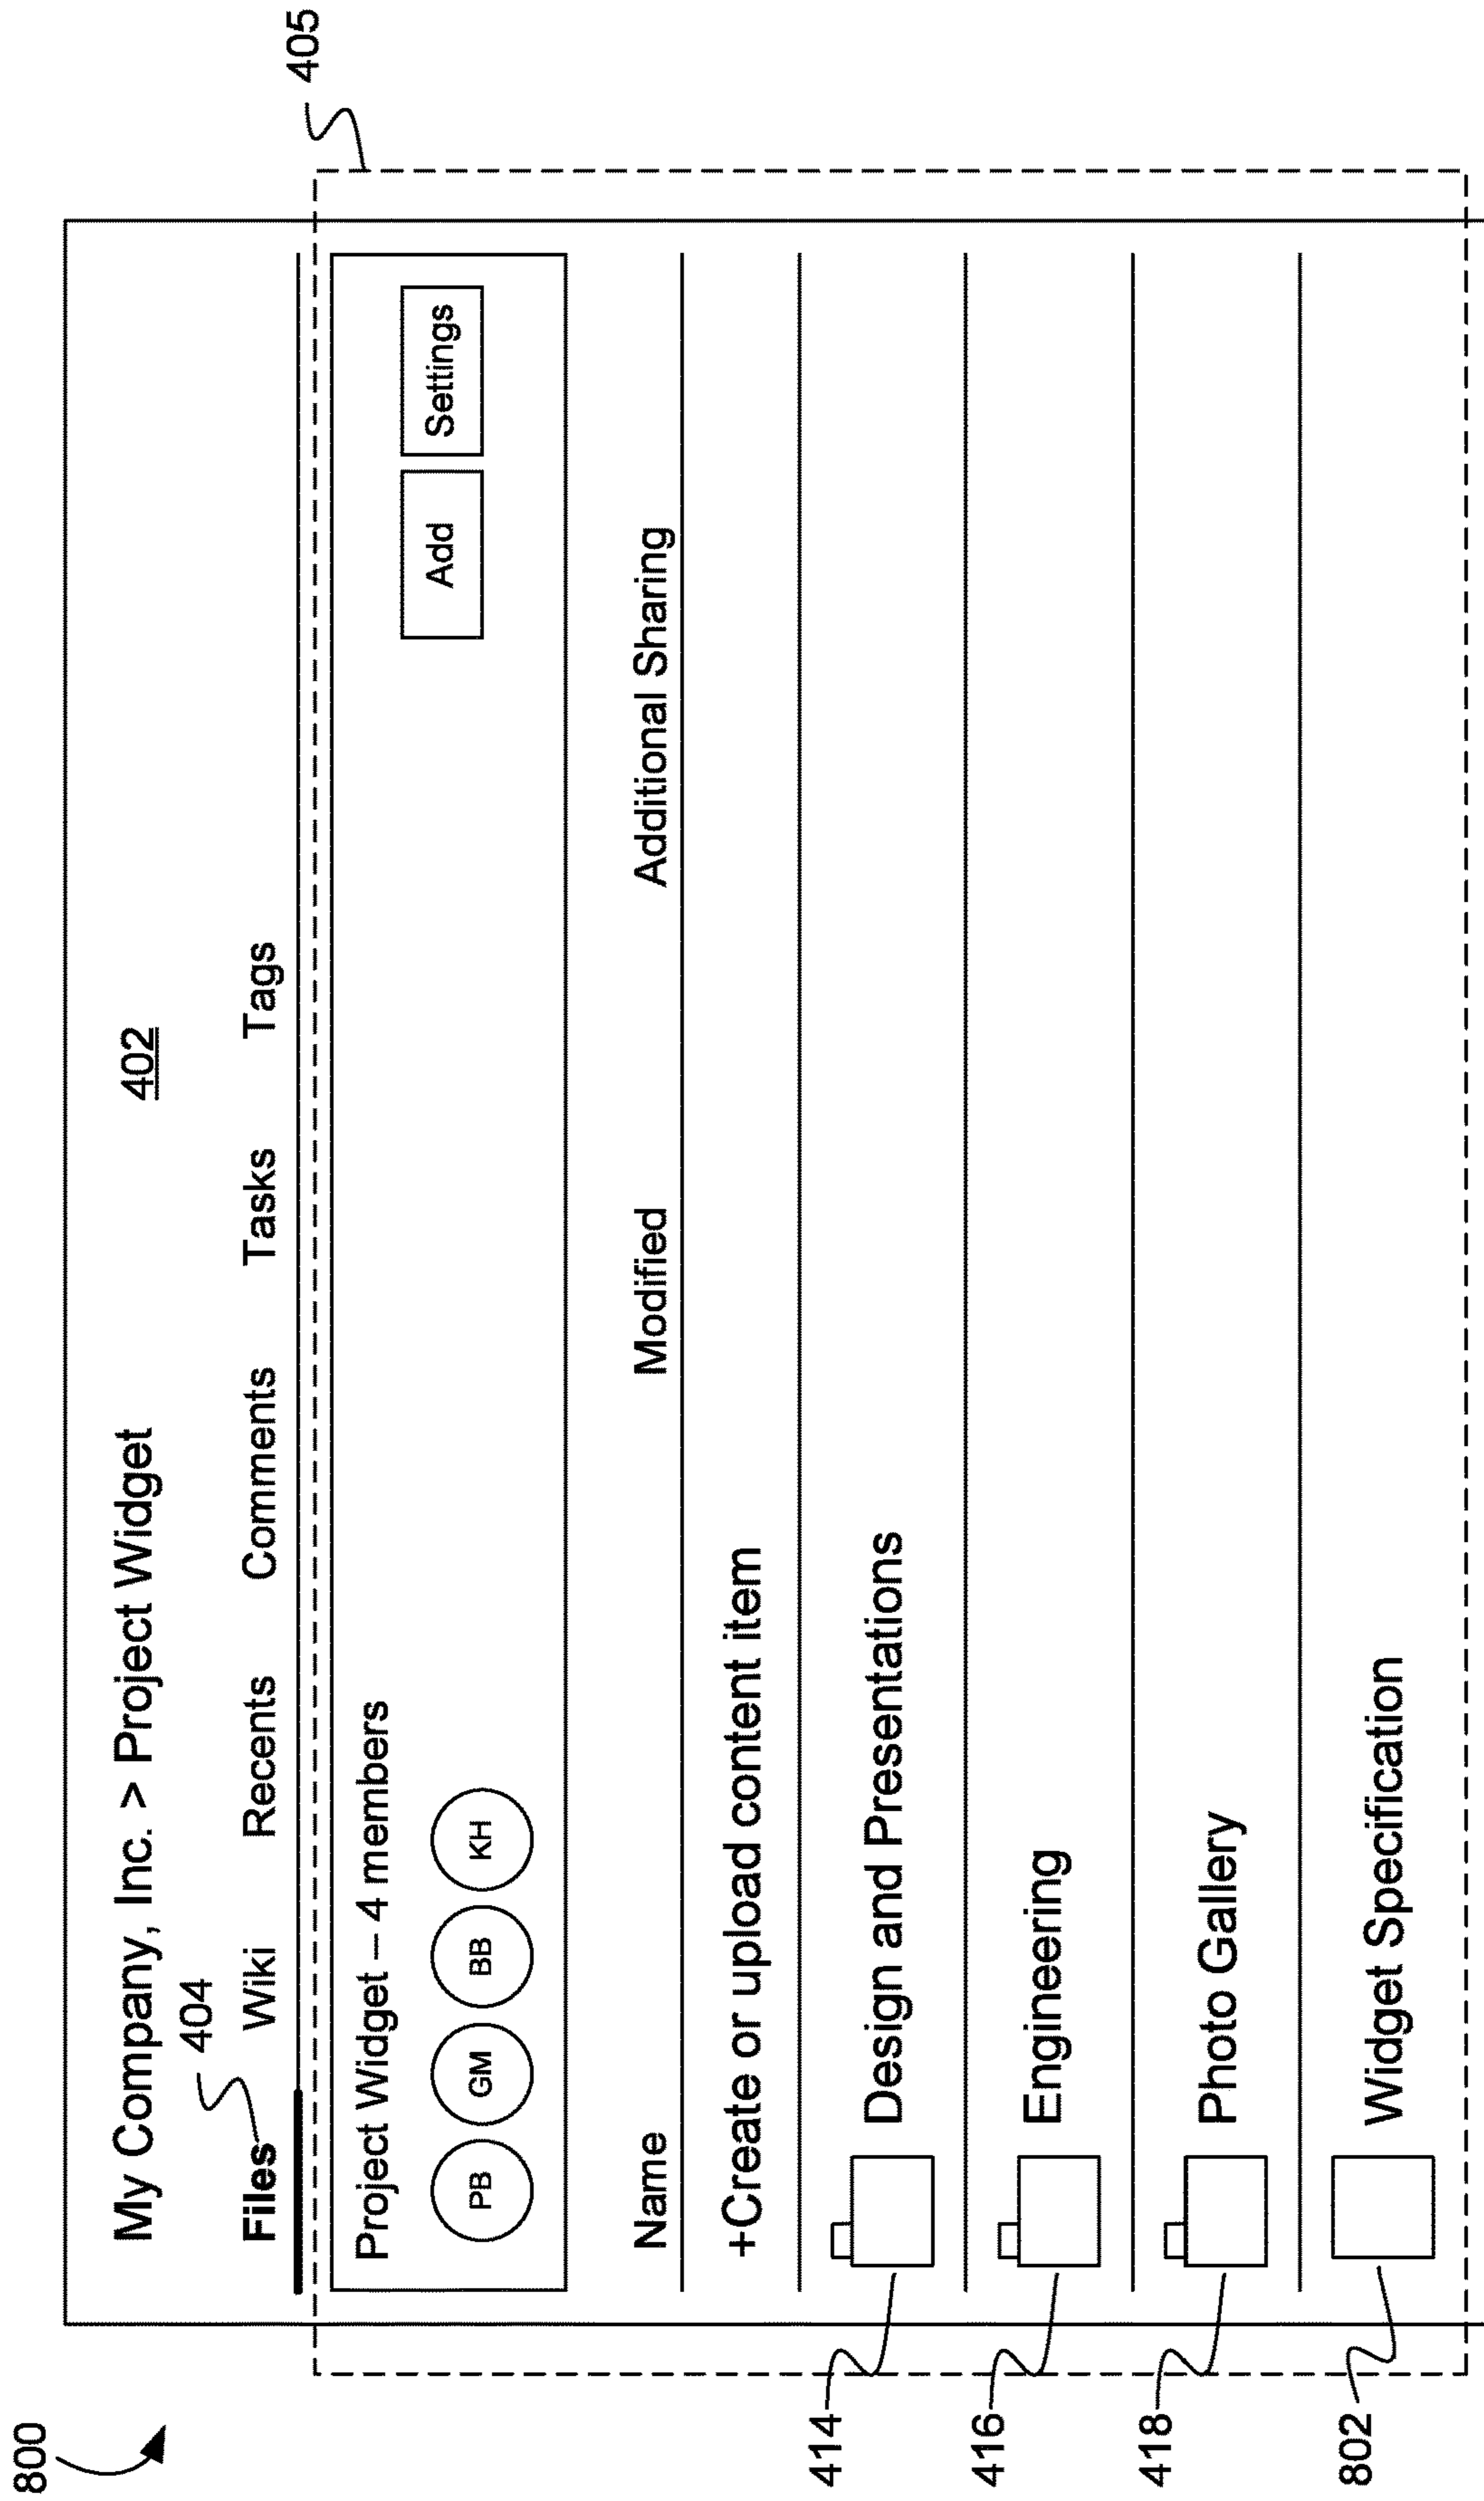 800
405
My Company, Inc. > Project Widget
402
404
Files Wiki Recents Comments Tasks Tags
Project Widget – 4 members
PB GM BB KH
Add Settings
Name Modified Additional Sharing
+Create or upload content item
414 Design and Presentations
416 Engineering
418 Photo Gallery
802 Widget Specification